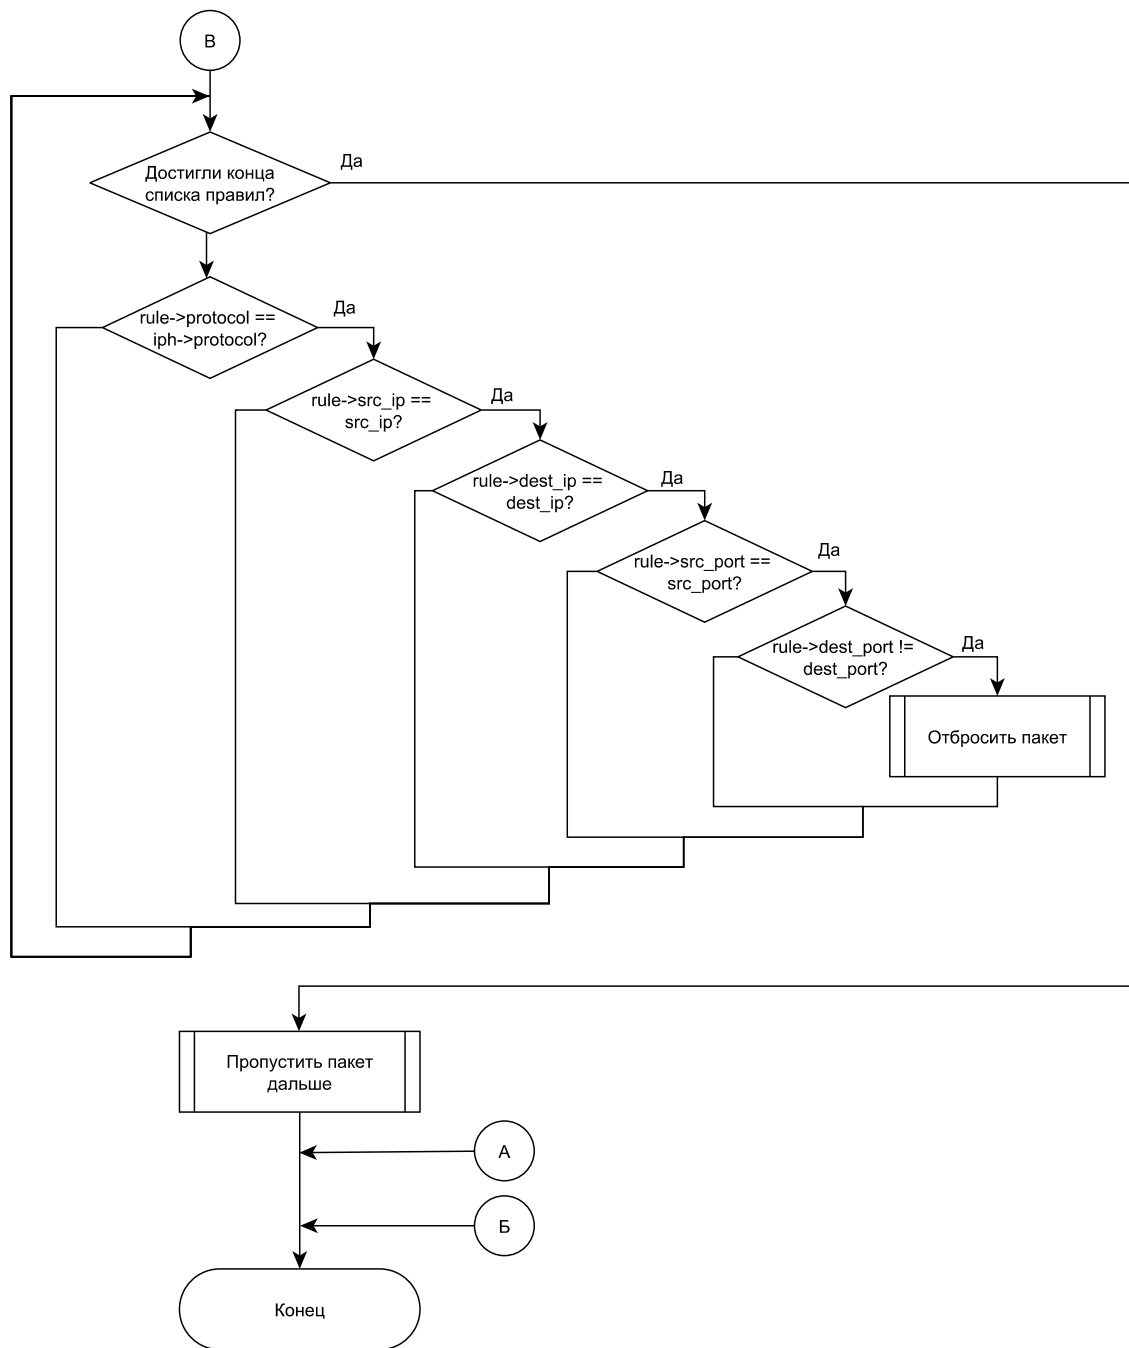 В
Достигли конца
списка правил?
Да
rule->protocol ==
iph->protocol?
Да
rule->src_ip ==
src_ip?
Да
rule->dest_ip ==
dest_ip?
Да
rule->src_port ==
src_port?
Да
rule->dest_port !=
dest_port?
Да
Отбросить пакет
Пропустить пакет
дальше
А
Б
Конец